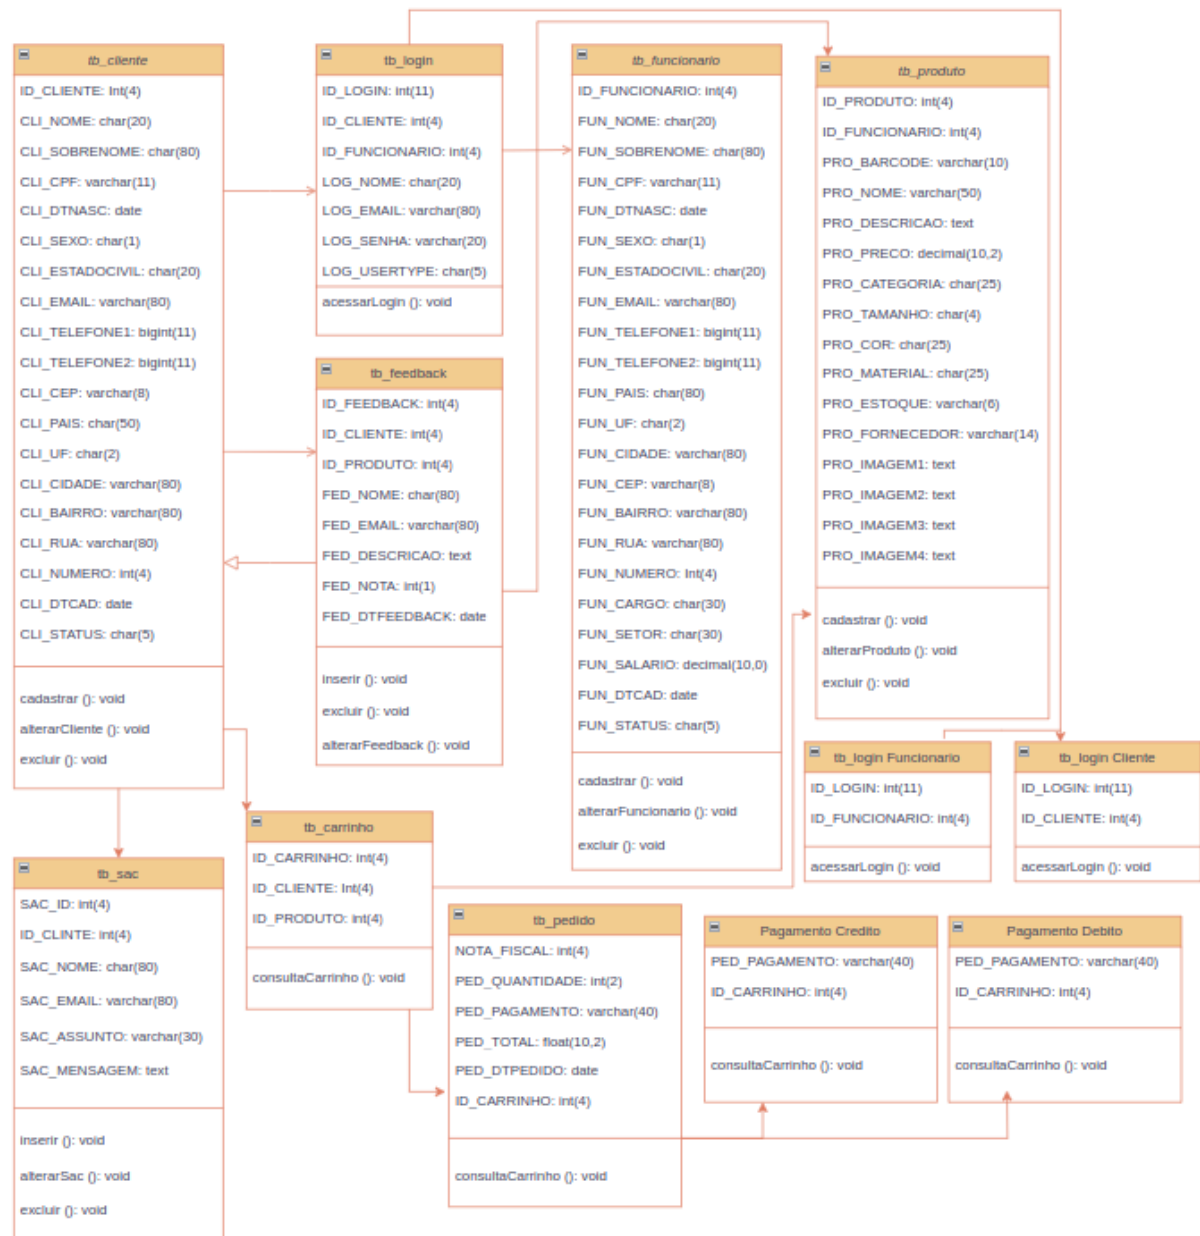 tb_cliente
ID_CLIENTE: Int(4)
CLI_NOME: char(20)
CLI_SOBRENOME: char(80)
CLI_CPF: varchar(11)
CLI_DTNASC: date
CLI_SEXO: char(1)
CLI_ESTADOCIVIL: char(20)
CLI_EMAIL: varchar(80)
CLI_TELEFONE1: bigint(11)
CLI_TELEFONE2: bigint(11)
CLI_CEP: varchar(8)
CLI_PAIS: char(50)
CLI_UF: char(2)
CLI_CIDADE: varchar(80)
CLI_BAIRRO: varchar(80)
CLI_RUA: varchar(80)
CLI_NUMERO: int(4)
CLI_DTCAD: date
CLI_STATUS: char(5)
cadastrar (): void
alterarCliente (): void
excluir (): void
tb_login
ID_LOGIN: int(11)
ID_CLIENTE: int(4)
ID_FUNCIONARIO: int(4)
LOG_NOME: char(20)
LOG_EMAIL: varchar(80)
LOG_SENHA: varchar(20)
LOG_USERTYPE: char(5)
acessarLogin (): void
tb_feedback
ID_FEEDBACK: int(4)
ID_CLIENTE: int(4)
ID_PRODUTO: int(4)
FED_NOME: char(80)
FED_EMAIL: varchar(80)
FED_DESCRICAO: text
FED_NOTA: int(1)
FED_DTFEEDBACK: date
inserir (): void
excluir (): void
alterarFeedback (): void
tb_funcionario
ID_FUNCIONARIO: int(4)
FUN_NOME: char(20)
FUN_SOBRENOME: char(80)
FUN_CPF: varchar(11)
FUN_DTNASC: date
FUN_SEXO: char(1)
FUN_ESTADOCIVIL: char(20)
FUN_EMAIL: varchar(80)
FUN_TELEFONE1: bigint(11)
FUN_TELEFONE2: bigint(11)
FUN_PAIS: char(80)
FUN_UF: char(2)
FUN_CIDADE: varchar(80)
FUN_CEP: varchar(8)
FUN_BAIRRO: varchar(80)
FUN_RUA: varchar(80)
FUN_NUMERO: Int(4)
FUN_CARGO: char(30)
FUN_SETOR: char(30)
FUN_SALARIO: decimal(10,0)
FUN_DTCAD: date
FUN_STATUS: char(5)
cadastrar (): void
alterarFuncionario (): void
excluir (): void
tb_produto
ID_PRODUTO: int(4)
ID_FUNCIONARIO: int(4)
PRO_BARCODE: varchar(10)
PRO_NOME: varchar(50)
PRO_DESCRICAO: text
PRO_PRECO: decimal(10,2)
PRO_CATEGORIA: char(25)
PRO_TAMANHO: char(4)
PRO_COR: char(25)
PRO_MATERIAL: char(25)
PRO_ESTOQUE: varchar(6)
PRO_FORNECEDOR: varchar(14)
PRO_IMAGEM1: text
PRO_IMAGEM2: text
PRO_IMAGEM3: text
PRO_IMAGEM4: text
cadastrar (): void
alterarProduto (): void
excluir (): void
tb_login Funcionario
ID_LOGIN: int(11)
ID_FUNCIONARIO: int(4)
acessarLogin (): void
tb_login Cliente
ID_LOGIN: int(11)
ID_CLIENTE: int(4)
acessarLogin (): void
tb_sac
SAC_ID: int(4)
ID_CLINTE: int(4)
SAC_NOME: char(80)
SAC_EMAIL: varchar(80)
SAC_ASSUNTO: varchar(30)
SAC_MENSAGEM: text
inserir (): void
alterarSac (): void
excluir (): void
tb_carrinho
ID_CARRINHO: int(4)
ID_CLIENTE: Int(4)
ID_PRODUTO: int(4)
consultaCarrinho (): void
tb_pedido
NOTA_FISCAL: int(4)
PED_QUANTIDADE: int(2)
PED_PAGAMENTO: varchar(40)
PED_TOTAL: float(10,2)
PED_DTPEDIDO: date
ID_CARRINHO: int(4)
consultaCarrinho (): void
Pagamento Credito
PED_PAGAMENTO: varchar(40)
ID_CARRINHO: int(4)
consultaCarrinho (): void
Pagamento Debito
PED_PAGAMENTO: varchar(40)
ID_CARRINHO: int(4)
consultaCarrinho (): void